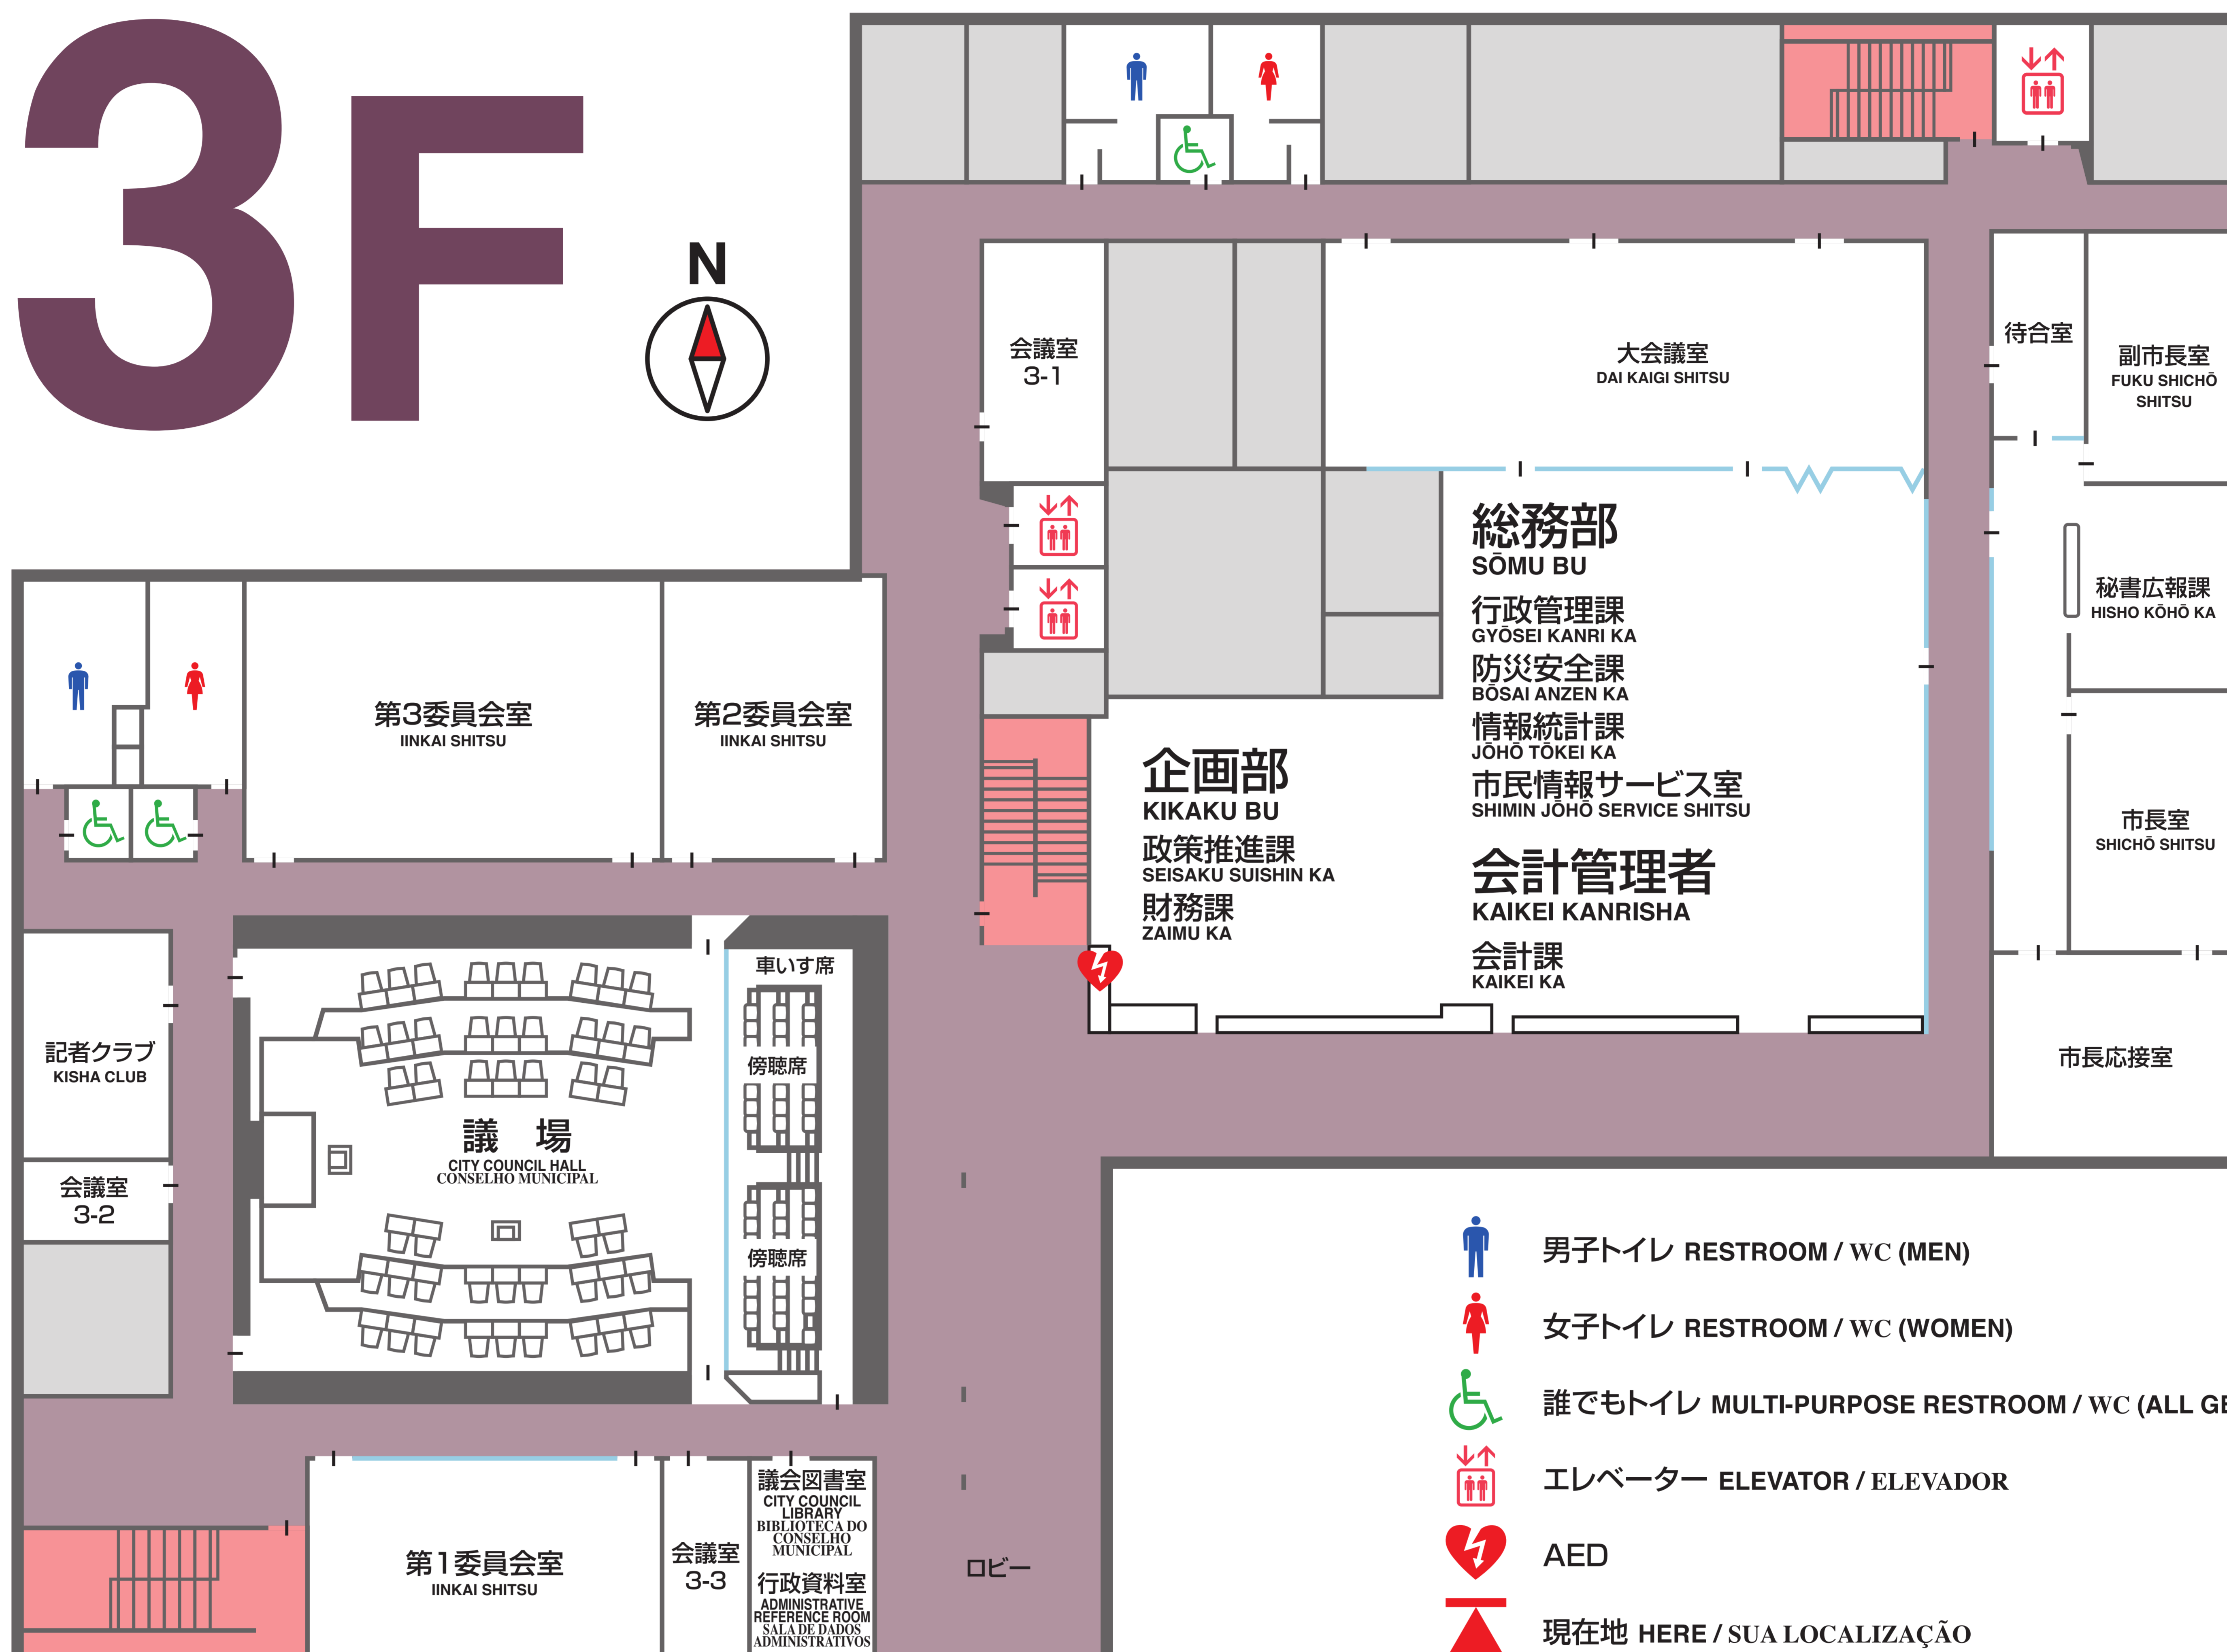 3F
N
会議室
3-1
大会議室
DAI KAIGI SHITSU
待合室
副市長室
FUKU SHICHŌ
SHITSU
総務部
SŌMU BU
行政管理課
GYŌSEI KANRI KA
防災安全課
BŌSAI ANZEN KA
情報統計課
JŌHŌ TŌKEI KA
市民情報サービス室
SHIMIN JŌHŌ SERVICE SHITSU
会計管理者
KAIKEI KANRISHA
会計課
KAIKEI KA
秘書広報課
HISHO KŌHŌ KA
市長室
SHICHŌ SHITSU
市長応接室
企画部
KIKAKU BU
政策推進課
SEISAKU SUISHIN KA
財務課
ZAIMU KA
第3委員会室
IINKAI SHITSU
第2委員会室
IINKAI SHITSU
記者クラブ
KISHA CLUB
会議室
3-2
議 場
CITY COUNCIL HALL
CONSELHO MUNICIPAL
車いす席
傍聴席
傍聴席
第1委員会室
IINKAI SHITSU
会議室
3-3
議会図書室
CITY COUNCIL
LIBRARY
BIBLIOTECA DO
CONSELHO
MUNICIPAL
行政資料室
ADMINISTRATIVE
REFERENCE ROOM
SALA DE DADOS
ADMINISTRATIVOS
ロビー
男子トイレ RESTROOM / WC (MEN)
女子トイレ RESTROOM / WC (WOMEN)
誰でもトイレ MULTI-PURPOSE RESTROOM / WC (ALL GE
エレベーター ELEVATOR / ELEVADOR
AED
現在地 HERE / SUA LOCALIZAÇÃO